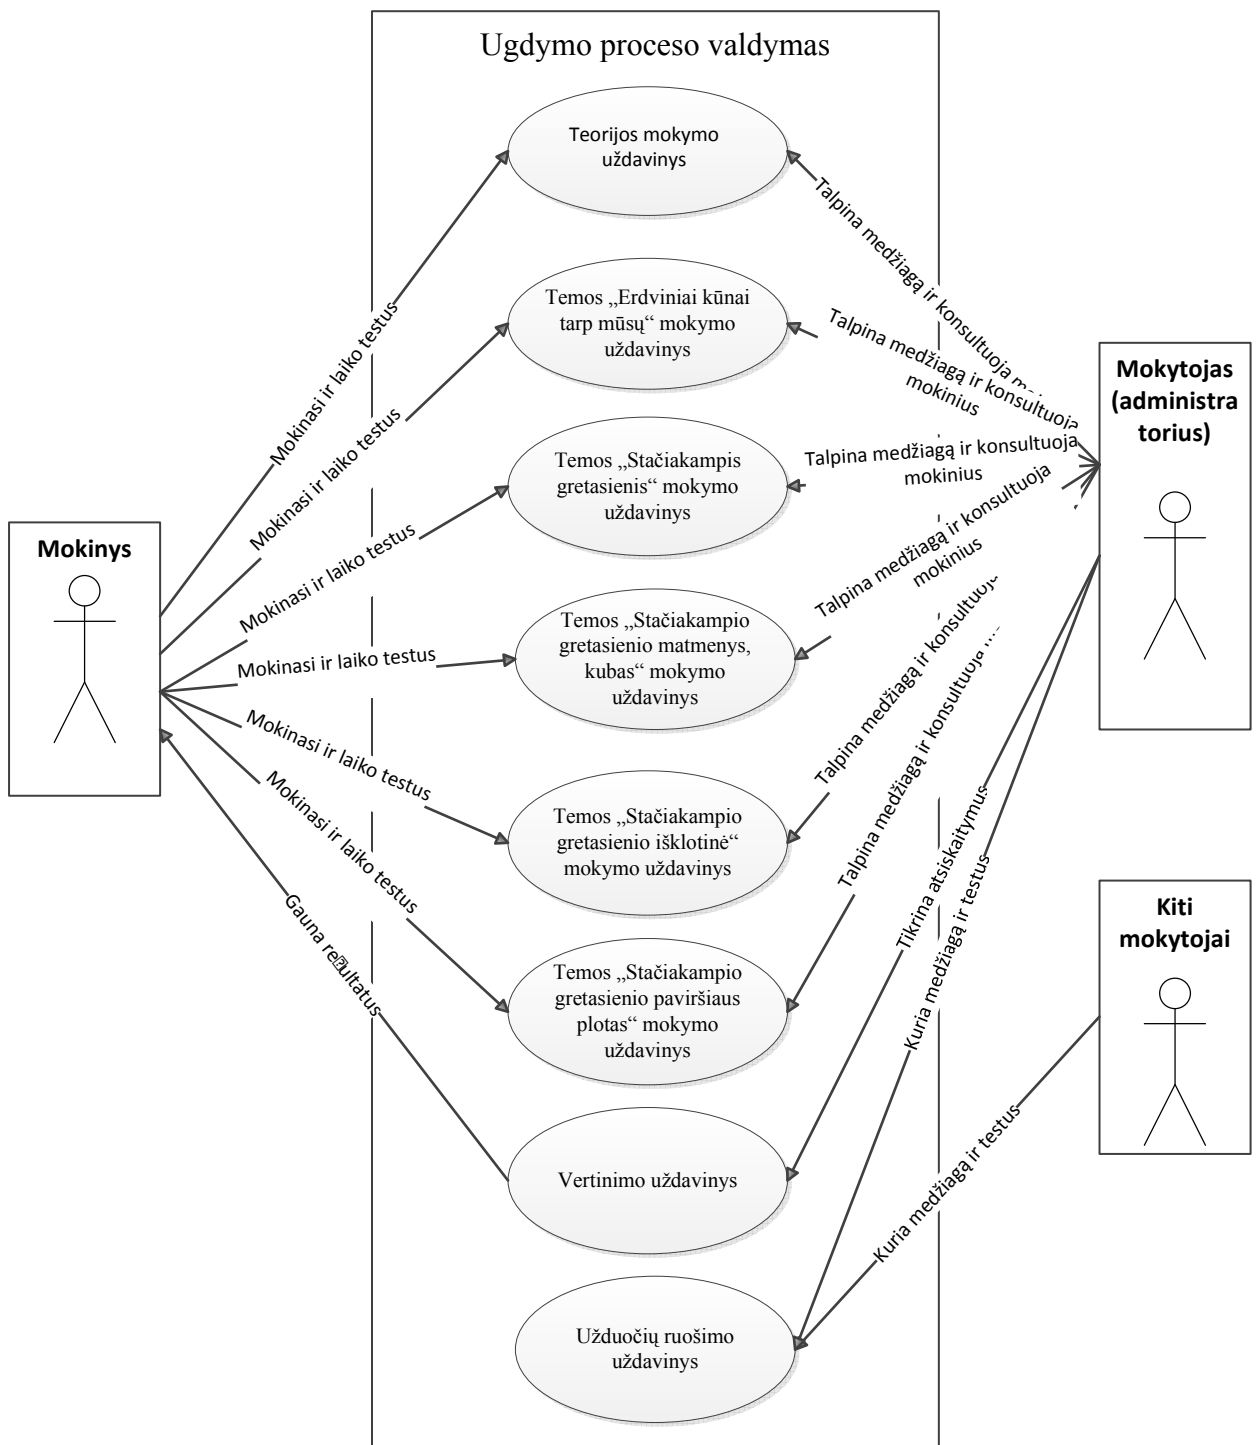 Ugdymo proceso valdymas
Teorijos mokymo
uždavinys
Temos „Erdviniai kūnai
tarp mūsų“ mokymo
uždavinys
Temos „Stačiakampis
gretasienis“ mokymo
uždavinys
Temos „Stačiakampio
gretasienio matmenys,
kubas“ mokymo
uždavinys
Temos „Stačiakampio
gretasienio išklotinė“
mokymo uždavinys
Temos „Stačiakampio
gretasienio paviršiaus
plotas“ mokymo
uždavinys
Vertinimo uždavinys
Užduočių ruošimo
uždavinys
Mokinys
Mokinasi ir laiko testus
Mokinasi ir laiko testus
Mokinasi ir laiko testus
Mokinasi ir laiko testus
Mokinasi ir laiko testus
Mokinasi ir laiko testus
Gauna re�ultatus
Mokytojas
(administra
torius)
Talpina medžiagą ir konsultuoja
Talpina medžiagą ir konsultuoja
mokinius
Talpina medžiagą ir konsultuoja
mokinius
Talpina medžiagą ir konsultuoja
mokinius
Talpina medžiagą ir konsultuoja
Talpina medžiagą ir konsultuoja
Tikrina atsiskaitymus
Kuria medžiagą ir testus
Kiti
mokytojai
Kuria medžiagą ir testus